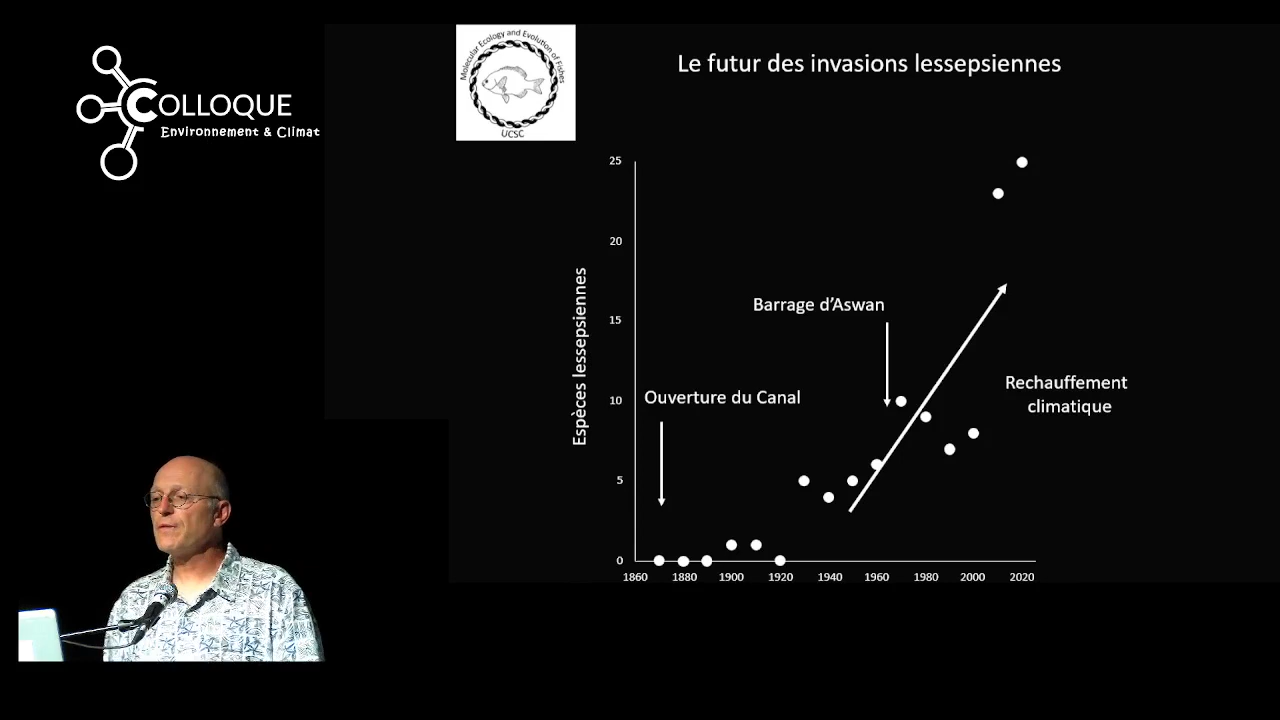 COLLOQUE
Environnement & Climat
Molecular Ecology and Evolution of Fishes
UCSC
Le futur des invasions lessepsiennes
25
20
15
10
5
0
Espèces lessepsiennes
Barrage d’Aswan
Ouverture du Canal
Rechauffement
climatique
1860 1880 1900 1920 1940 1960 1980 2000 2020